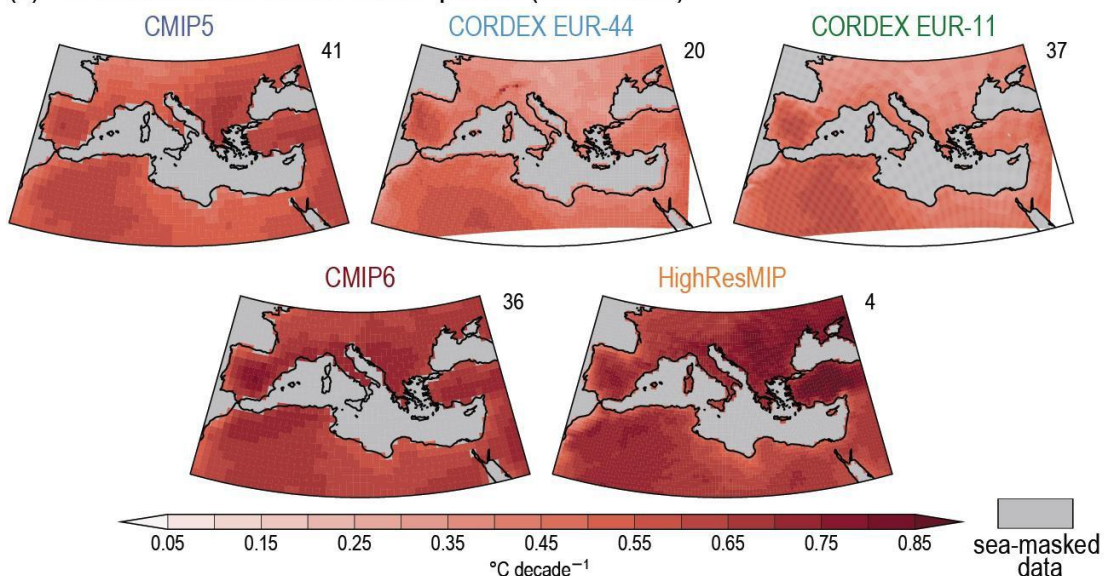 CMIP5 CORDEX EUR-44 CORDEX EUR-11
41 20 37
CMIP6 HighResMIP
36 4
0.05 0.15 0.25 0.35 0.45 0.55 0.65 0.75 0.85
°C decade⁻¹
sea-masked
data